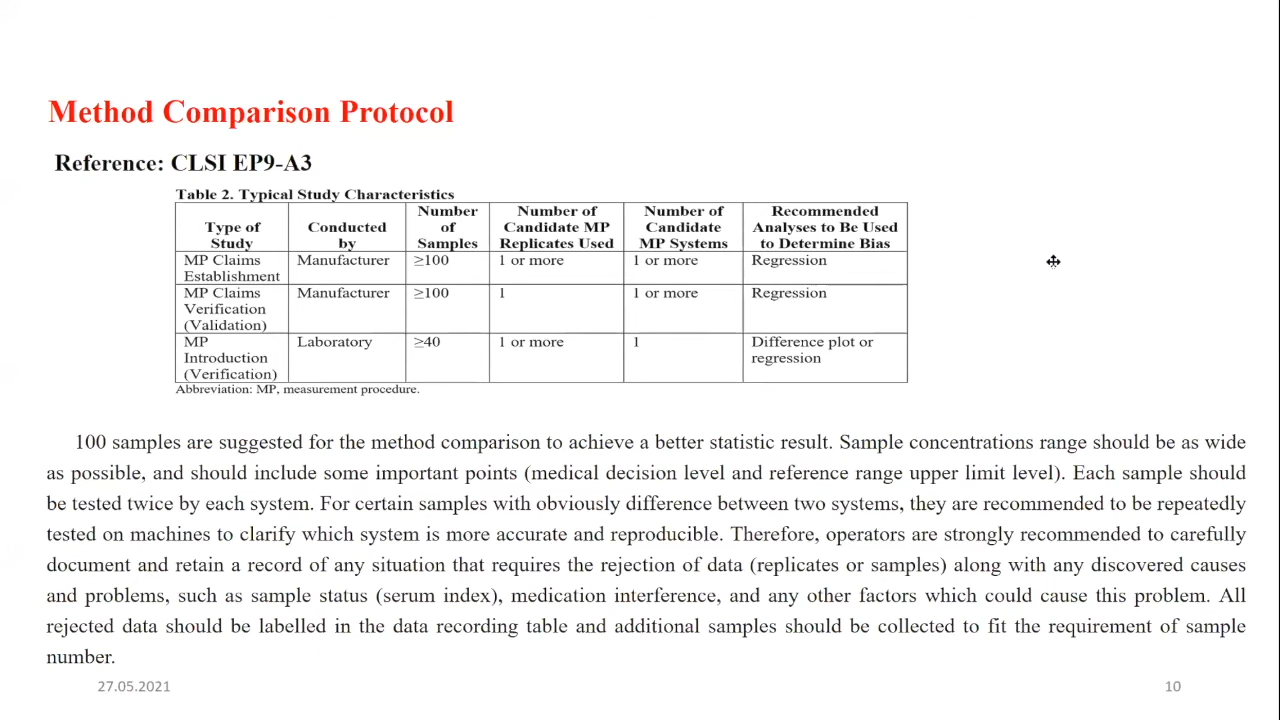 Method Comparison Protocol
Reference: CLSI EP9-A3
Table 2. Typical Study Characteristics
Type of Study | Conducted by | Number of Samples | Number of Candidate MP Replicates Used | Number of Candidate MP Systems | Recommended Analyses to Be Used to Determine Bias
MP Claims Establishment | Manufacturer | ≥100 | 1 or more | 1 or more | Regression
MP Claims Verification (Validation) | Manufacturer | ≥100 | 1 | 1 or more | Regression
MP Introduction (Verification) | Laboratory | ≥40 | 1 or more | 1 | Difference plot or regression
Abbreviation: MP, measurement procedure.
100 samples are suggested for the method comparison to achieve a better statistic result. Sample concentrations range should be as wide
as possible, and should include some important points (medical decision level and reference range upper limit level). Each sample should
be tested twice by each system. For certain samples with obviously difference between two systems, they are recommended to be repeatedly
tested on machines to clarify which system is more accurate and reproducible. Therefore, operators are strongly recommended to carefully
document and retain a record of any situation that requires the rejection of data (replicates or samples) along with any discovered causes
and problems, such as sample status (serum index), medication interference, and any other factors which could cause this problem. All
rejected data should be labelled in the data recording table and additional samples should be collected to fit the requirement of sample
number.
27.05.2021
10